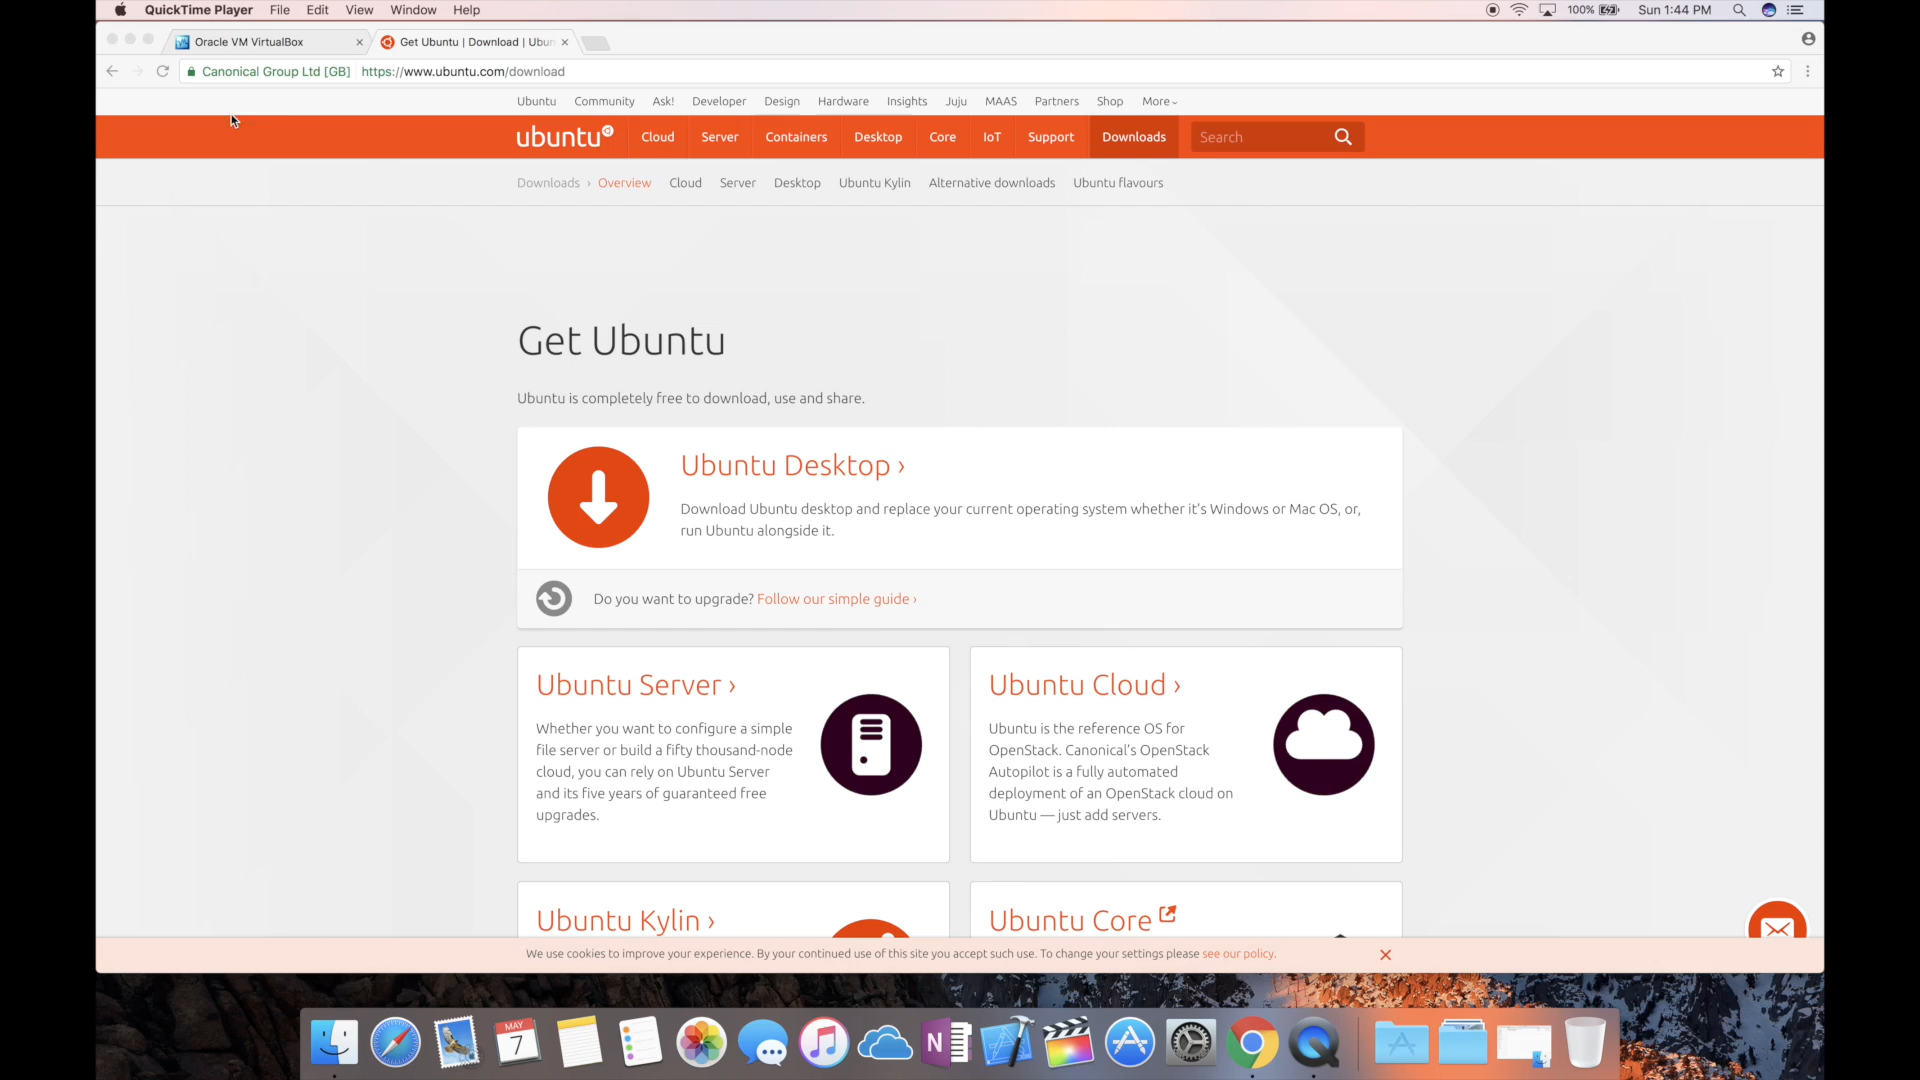 QuickTime Player File Edit View Window Help 100% Sun 1:44 PM
Oracle VM VirtualBox Get Ubuntu | Download | Ubun
Canonical Group Ltd [GB] https://www.ubuntu.com/download
Ubuntu Community Ask! Developer Design Hardware Insights Juju MAAS Partners Shop More
ubuntu Cloud Server Containers Desktop Core IoT Support Downloads Search
Downloads › Overview Cloud Server Desktop Ubuntu Kylin Alternative downloads Ubuntu flavours
Get Ubuntu
Ubuntu is completely free to download, use and share.
Ubuntu Desktop ›
Download Ubuntu desktop and replace your current operating system whether it's Windows or Mac OS, or,
run Ubuntu alongside it.
Do you want to upgrade? Follow our simple guide ›
Ubuntu Server ›
Whether you want to configure a simple
file server or build a fifty thousand-node
cloud, you can rely on Ubuntu Server
and its five years of guaranteed free
upgrades.
Ubuntu Cloud ›
Ubuntu is the reference OS for
OpenStack. Canonical's OpenStack
Autopilot is a fully automated
deployment of an OpenStack cloud on
Ubuntu — just add servers.
Ubuntu Kylin ›
Ubuntu Core
We use cookies to improve your experience. By your continued use of this site you accept such use. To change your settings please see our policy.
MAY
7
N